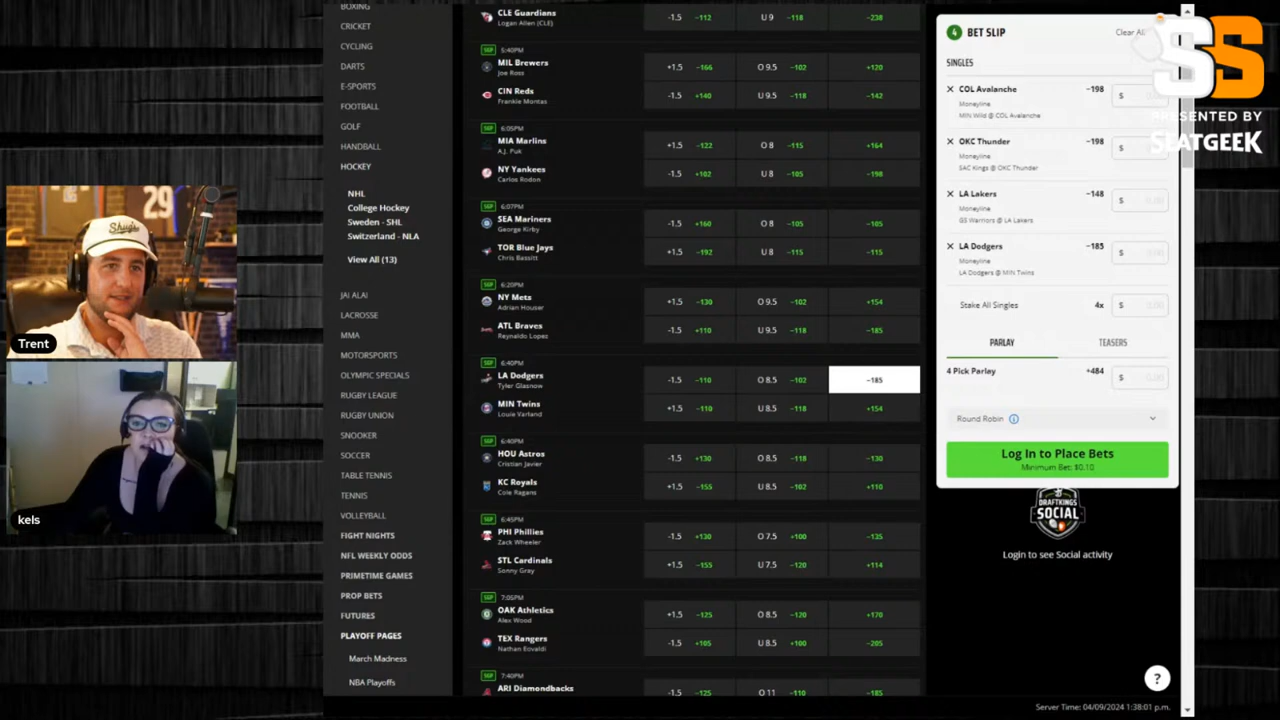 BOXING
CRICKET
CYCLING
DARTS
E-SPORTS
FOOTBALL
GOLF
HANDBALL
HOCKEY
NHL
College Hockey
Sweden - SHL
Switzerland - NLA
View All (13)
JAI ALAI
LACROSSE
MMA
MOTORSPORTS
OLYMPIC SPECIALS
RUGBY LEAGUE
RUGBY UNION
SNOOKER
SOCCER
TABLE TENNIS
TENNIS
VOLLEYBALL
FIGHT NIGHTS
NFL WEEKLY ODDS
PRIMETIME GAMES
PROP BETS
FUTURES
PLAYOFF PAGES
March Madness
NBA Playoffs
29
Shugs
Trent
kels
CLE Guardians -1.5 -112 U 9 -118 -238
Logan Allen (CLE)
SGP 5:40PM
MIL Brewers +1.5 -166 O 9.5 -102 +120
Joe Ross
CIN Reds -1.5 +140 U 9.5 -118 -142
Frankie Montas
SGP 6:05PM
MIA Marlins +1.5 -122 O 8 -115 +164
A.J. Puk
NY Yankees -1.5 +102 U 8 -105 -198
Carlos Rodon
SGP 6:07PM
SEA Mariners -1.5 +160 O 8 -105 -105
George Kirby
TOR Blue Jays +1.5 -192 U 8 -115 -115
Chris Bassitt
SGP 6:20PM
NY Mets +1.5 -130 O 9.5 -102 +154
Adrian Houser
ATL Braves -1.5 +110 U 9.5 -118 -185
Reynaldo Lopez
SGP 6:40PM
LA Dodgers -1.5 -110 O 8.5 -102 -185
Tyler Glasnow
MIN Twins +1.5 -110 U 8.5 -118 +154
Louie Varland
SGP 6:40PM
HOU Astros -1.5 +130 O 8.5 -118 -130
Cristian Javier
KC Royals +1.5 -155 U 8.5 -102 +110
Cole Ragans
SGP 6:45PM
PHI Phillies -1.5 +130 O 7.5 +100 -135
Zack Wheeler
STL Cardinals +1.5 -155 U 7.5 -120 +114
Sonny Gray
SGP 7:05PM
OAK Athletics +1.5 -125 O 8.5 -120 +170
Alex Wood
TEX Rangers -1.5 +105 U 8.5 +100 -205
Nathan Eovaldi
SGP 7:40PM
ARI Diamondbacks -1.5 -125 O 11 -110 -185
4 BET SLIP Clear All
SINGLES
COL Avalanche -198 $
Moneyline
MIN Wild @ COL Avalanche
OKC Thunder -198 $
Moneyline
SAC Kings @ OKC Thunder
LA Lakers -148 $ 0.00
Moneyline
GS Warriors @ LA Lakers
LA Dodgers -185 $ 0.00
Moneyline
LA Dodgers @ MIN Twins
Stake All Singles 4x $ 0.00
PARLAY TEASERS
4 Pick Parlay +484 $ 0.00
Round Robin
Log In to Place Bets
Minimum Bet: $0.10
DRAFTKINGS
SOCIAL
Login to see Social activity
?
Server Time: 04/09/2024 1:38:01 p.m.
SS
PRESENTED BY
SEATGEEK